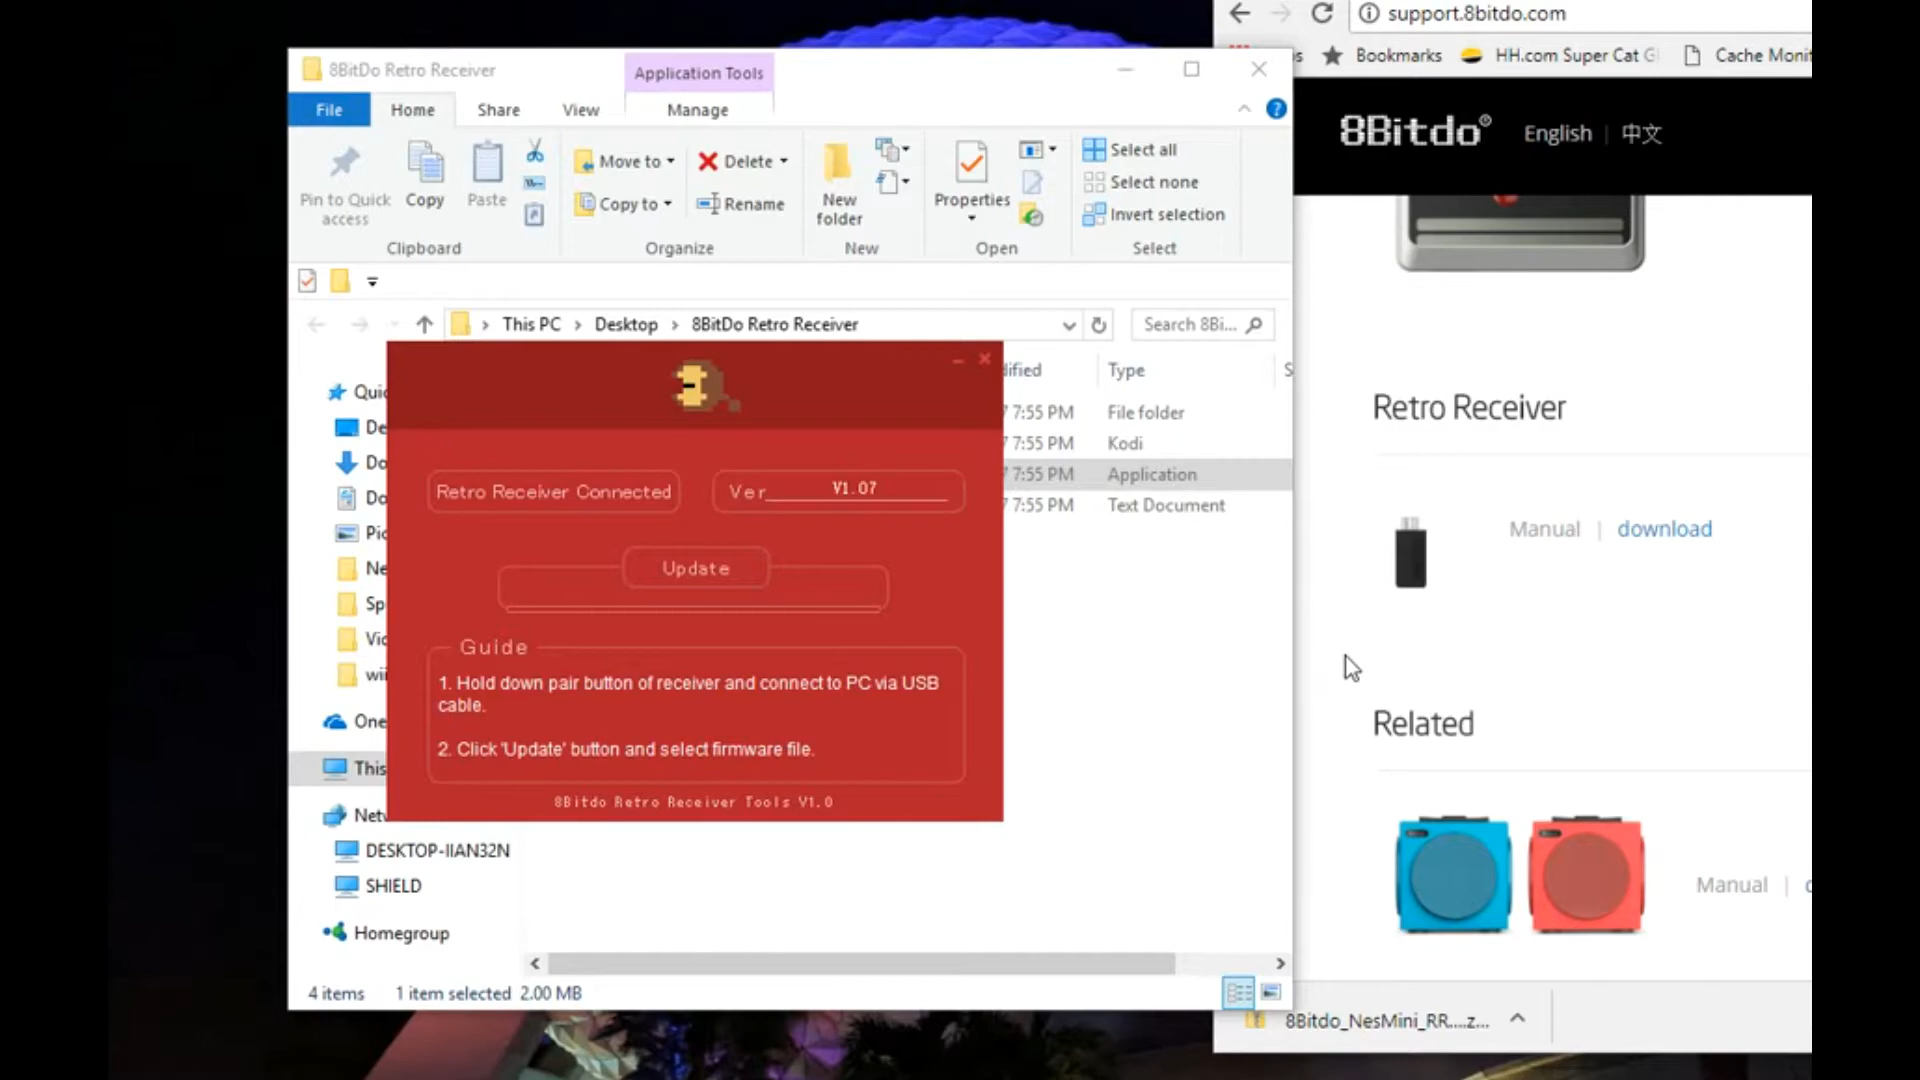 support.8bitdo.com
Bookmarks
HH.com Super Cat
Cache Monit
8Bitdo
English | 中文
8BitDo Retro Receiver
Application Tools
File
Home
Share
View
Manage
Pin to Quick access
Copy
Paste
Move to
Copy to
Delete
Rename
New folder
Properties
Select all
Select none
Invert selection
Clipboard
Organize
New
Open
Select
This PC > Desktop > 8BitDo Retro Receiver
Search 8Bi...
Type
7:55 PM File folder
7:55 PM Kodi
7:55 PM Application
7:55 PM Text Document
This
DESKTOP-IIAN32N
SHIELD
Homegroup
4 items 1 item selected 2.00 MB
Retro Receiver Connected
Ver V1.07
Update
Guide
1. Hold down pair button of receiver and connect to PC via USB
cable.
2. Click 'Update' button and select firmware file.
8Bitdo Retro Receiver Tools V1.0
Retro Receiver
Manual | download
Related
Manual |
8Bitdo_NesMini_RR....z...